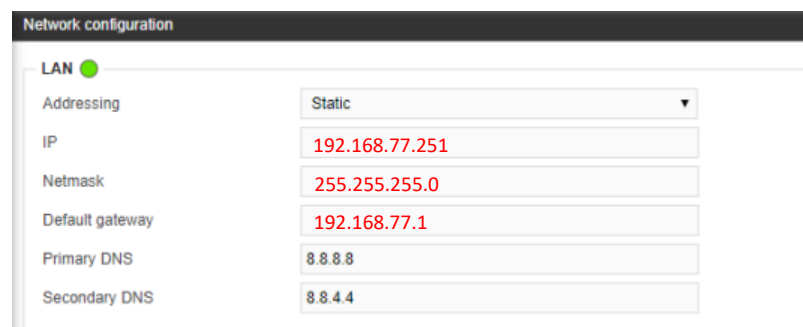 Network configuration
LAN
Addressing Static
IP 192.168.77.251
Netmask 255.255.255.0
Default gateway 192.168.77.1
Primary DNS 8.8.8.8
Secondary DNS 8.8.4.4